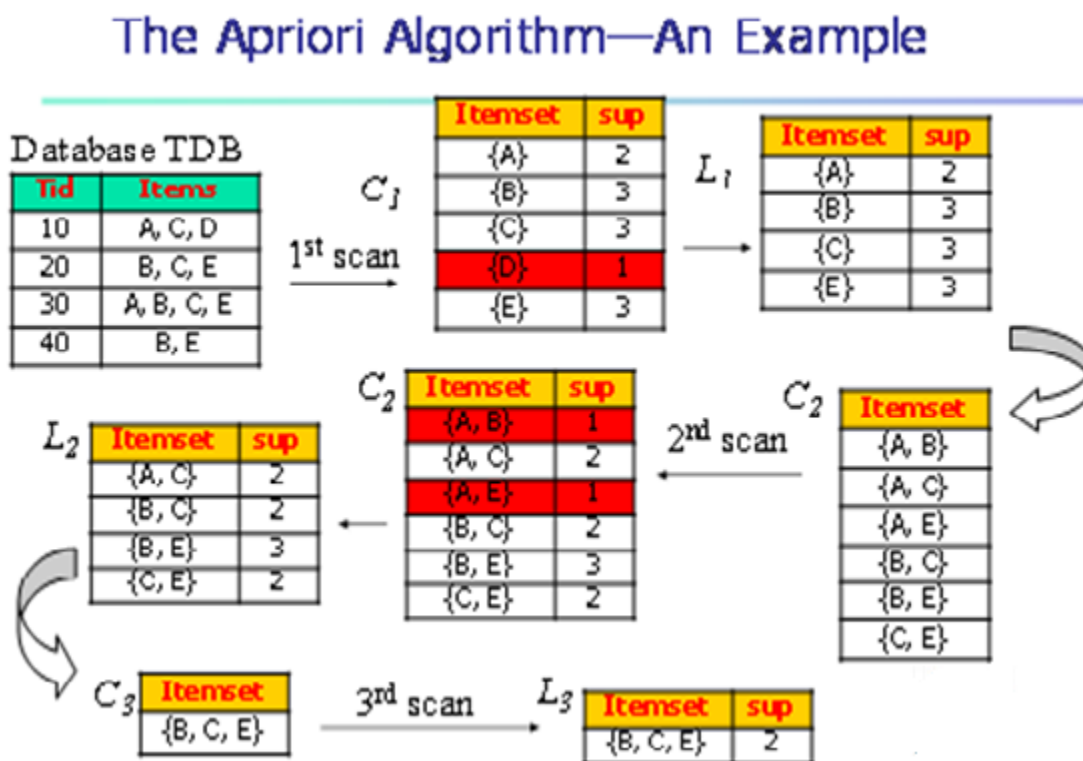 The Apriori Algorithm—An Example
Database TDB
Tid Items
10 A, C, D
20 B, C, E
30 A, B, C, E
40 B, E
1st scan
C1
Itemset sup
{A} 2
{B} 3
{C} 3
{D} 1
{E} 3
L1
Itemset sup
{A} 2
{B} 3
{C} 3
{E} 3
C2
Itemset
{A, B}
{A, C}
{A, E}
{B, C}
{B, E}
{C, E}
2nd scan
C2
Itemset sup
{A, B} 1
{A, C} 2
{A, E} 1
{B, C} 2
{B, E} 3
{C, E} 2
L2
Itemset sup
{A, C} 2
{B, C} 2
{B, E} 3
{C, E} 2
C3
Itemset
{B, C, E}
3rd scan
L3
Itemset sup
{B, C, E} 2